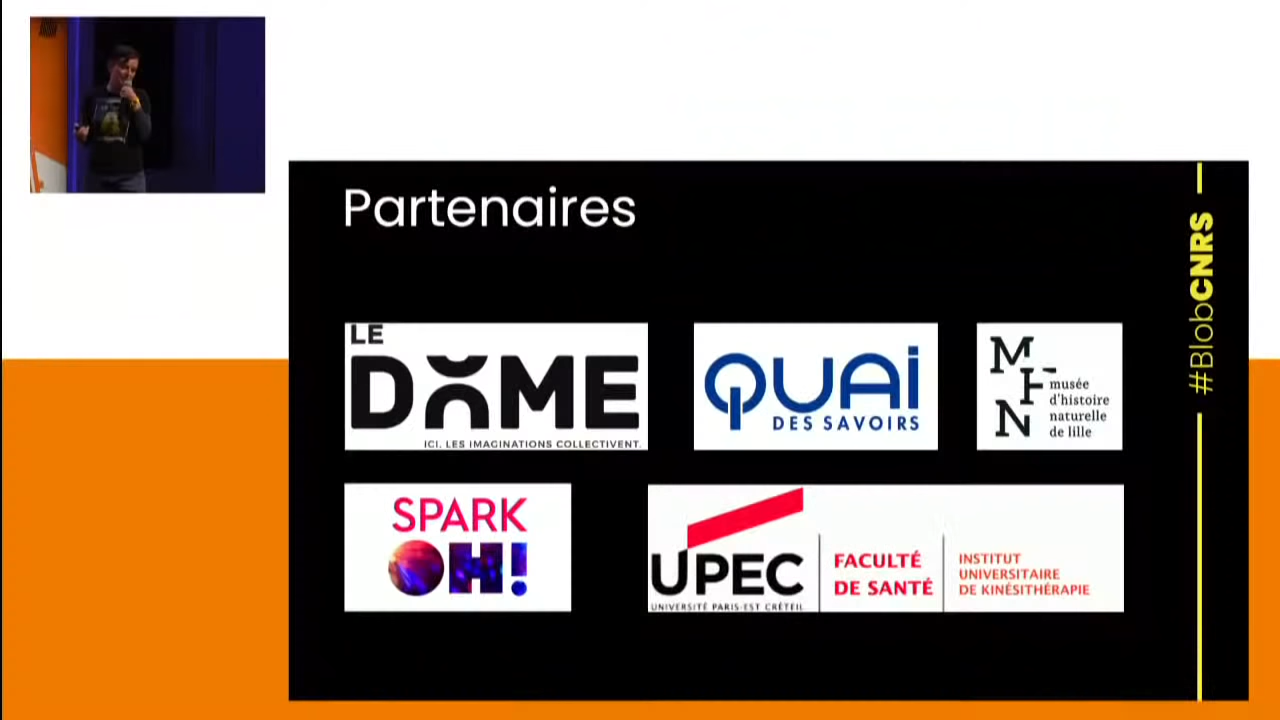 Partenaires
LE
DOME
ICI. LES IMAGINATIONS COLLECTIVENT.
QUAi
DES SAVOIRS
M
H
N
musée
d'histoire
naturelle
de lille
SPARK
OH!
UPEC
UNIVERSITÉ PARIS-EST CRÉTEIL
FACULTÉ
DE SANTÉ
INSTITUT
UNIVERSITAIRE
DE KINÉSITHÉRAPIE
#BlobCNRS